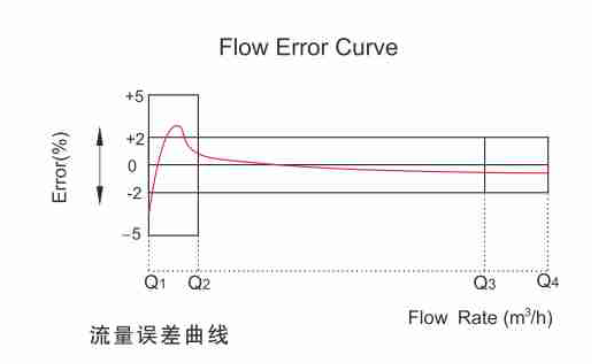 Flow Error Curve
+5
+2
0
-2
-5
Error(%)
Q1 Q2 Q3 Q4
Flow Rate (m³/h)
流量误差曲线